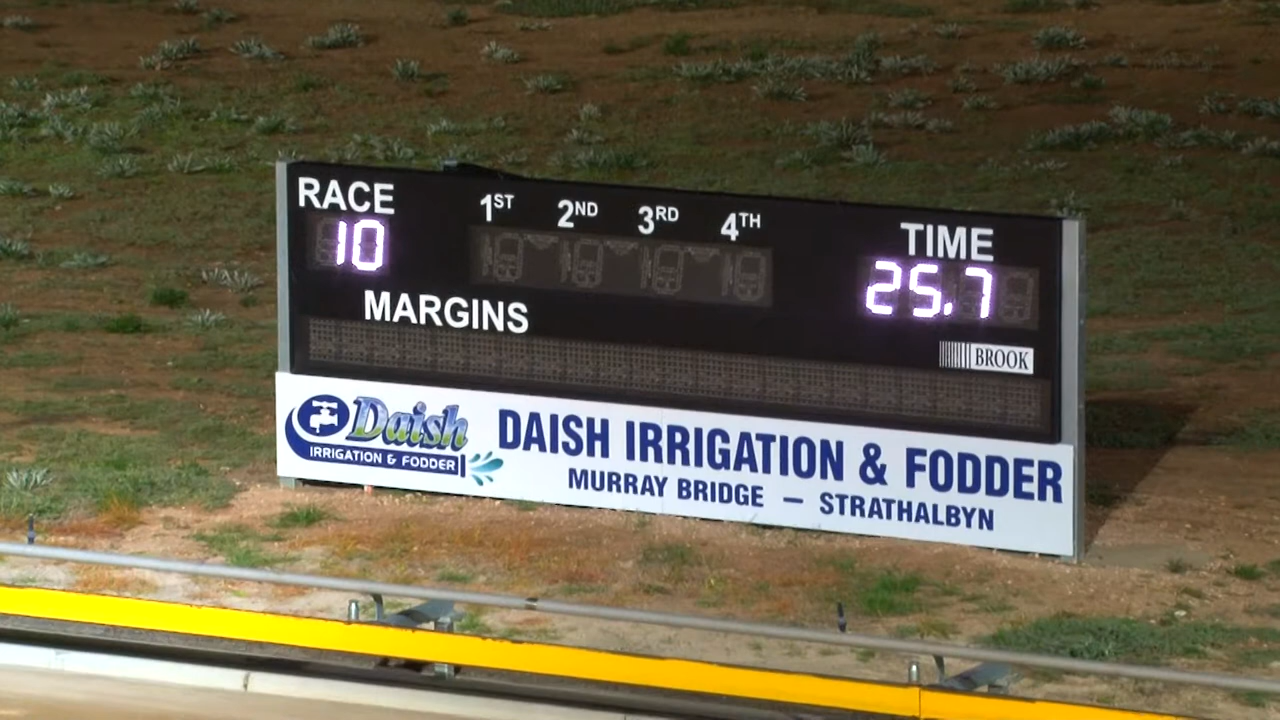 RACE 1ST 2ND 3RD 4TH TIME
10 25.7
MARGINS
BROOK
Daish
IRRIGATION & FODDER
DAISH IRRIGATION & FODDER
MURRAY BRIDGE – STRATHALBYN